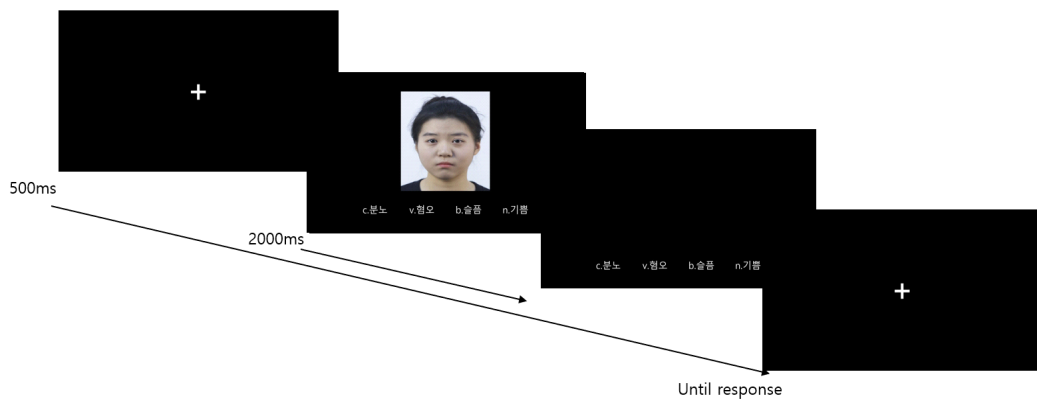 500ms
c.분노 v.혐오 b.슬픔 n.기쁨
2000ms
c.분노 v.혐오 b.슬픔 n.기쁨
Until response